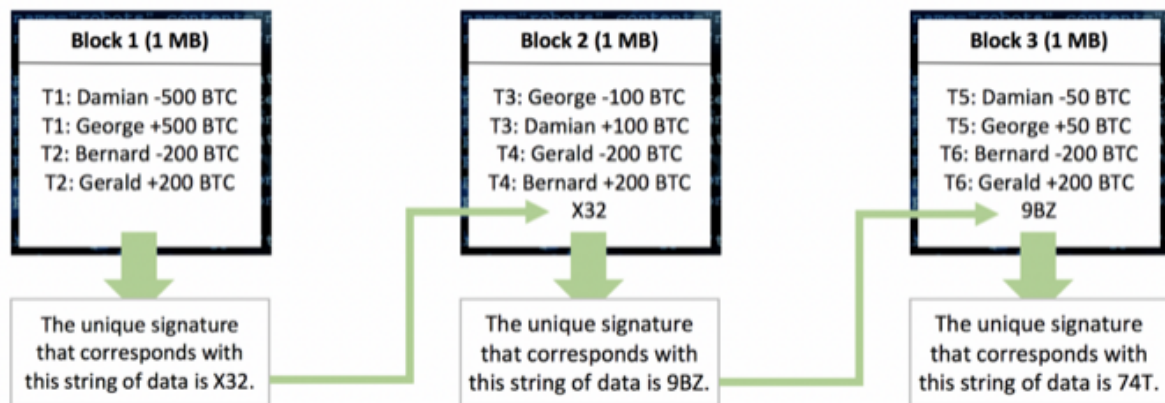 Block 1 (1 MB)
T1: Damian -500 BTC
T1: George +500 BTC
T2: Bernard -200 BTC
T2: Gerald +200 BTC
The unique signature
that corresponds with
this string of data is X32.
Block 2 (1 MB)
T3: George -100 BTC
T3: Damian +100 BTC
T4: Gerald -200 BTC
T4: Bernard +200 BTC
X32
The unique signature
that corresponds with
this string of data is 9BZ.
Block 3 (1 MB)
T5: Damian -50 BTC
T5: George +50 BTC
T6: Bernard -200 BTC
T6: Gerald +200 BTC
9BZ
The unique signature
that corresponds with
this string of data is 74T.